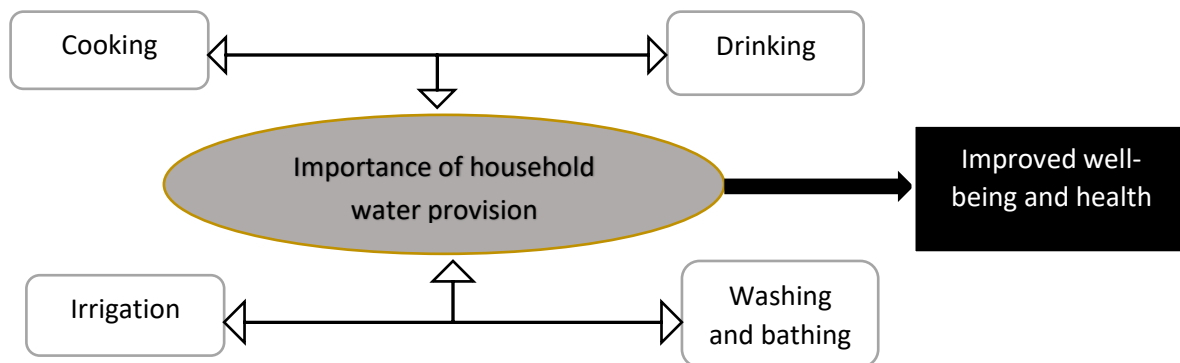 Cooking
Drinking
Importance of household
water provision
Improved well-
being and health
Irrigation
Washing
and bathing